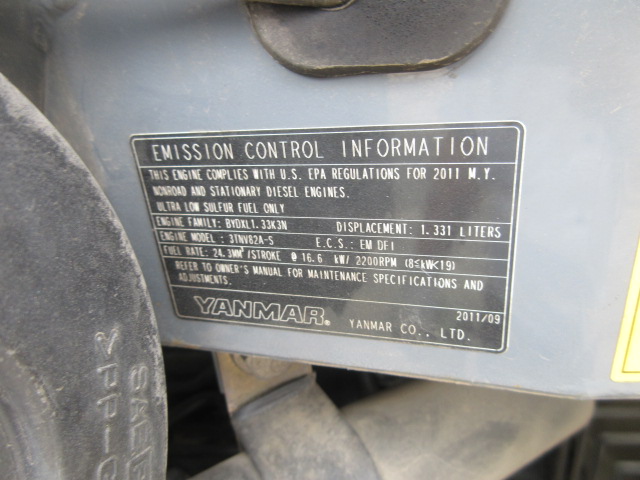 EMISSION CONTROL INFORMATION
THIS ENGINE COMPLIES WITH U.S. EPA REGULATIONS FOR 2011 M.Y.
NONROAD AND STATIONARY DIESEL ENGINES.
ULTRA LOW SULFUR FUEL ONLY
ENGINE FAMILY: BYDXL1.33K3N DISPLACEMENT: 1.331 LITERS
ENGINE MODEL: 3TNV82A-S E.C.S.: EM DFI
FUEL RATE: 24.3MM³/STROKE @ 16.6 kW/ 2200RPM (8≤kW<19)
REFER TO OWNER'S MANUAL FOR MAINTENANCE SPECIFICATIONS AND
ADJUSTMENTS.
2011/09
YANMAR® YANMAR CO., LTD.